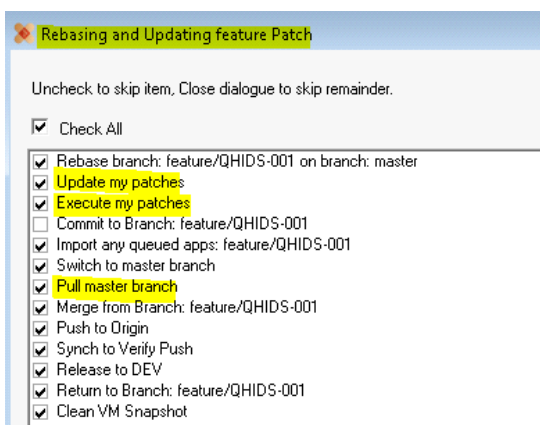 Rebasing and Updating feature Patch
Uncheck to skip item, Close dialogue to skip remainder.
Check All
Rebase branch: feature/QHIDS-001 on branch: master
Update my patches
Execute my patches
Commit to Branch: feature/QHIDS-001
Import any queued apps: feature/QHIDS-001
Switch to master branch
Pull master branch
Merge from Branch: feature/QHIDS-001
Push to Origin
Synch to Verify Push
Release to DEV
Return to Branch: feature/QHIDS-001
Clean VM Snapshot